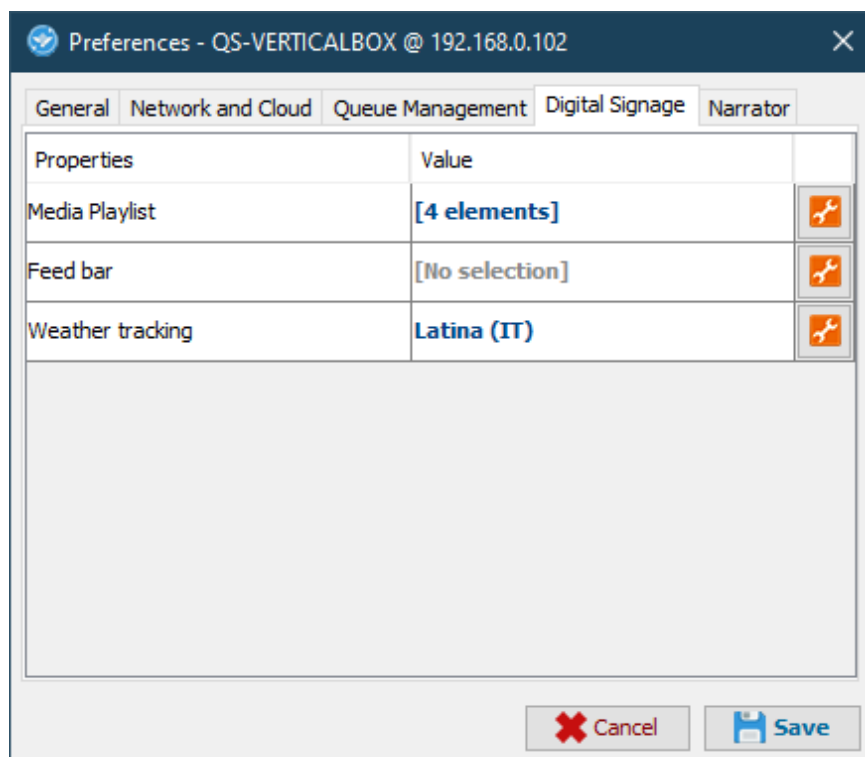 Preferences - QS-VERTICALBOX @ 192.168.0.102
General Network and Cloud Queue Management Digital Signage Narrator
Properties Value
Media Playlist [4 elements]
Feed bar [No selection]
Weather tracking Latina (IT)
Cancel Save